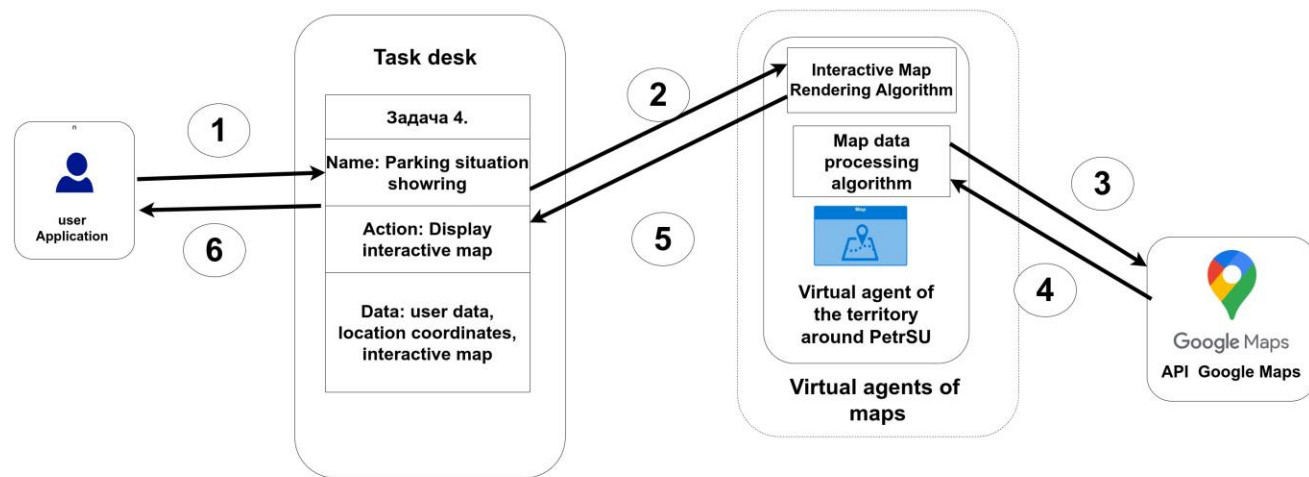 Task desk
Задача 4.
Name: Parking situation
showring
Action: Display
interactive map
Data: user data,
location coordinates,
interactive map
user
Application
1
6
2
5
Interactive Map
Rendering Algorithm
Map data
processing
algorithm
Map
Virtual agent of
the territory
around PetrSU
Virtual agents of
maps
3
4
Google Maps
API Google Maps